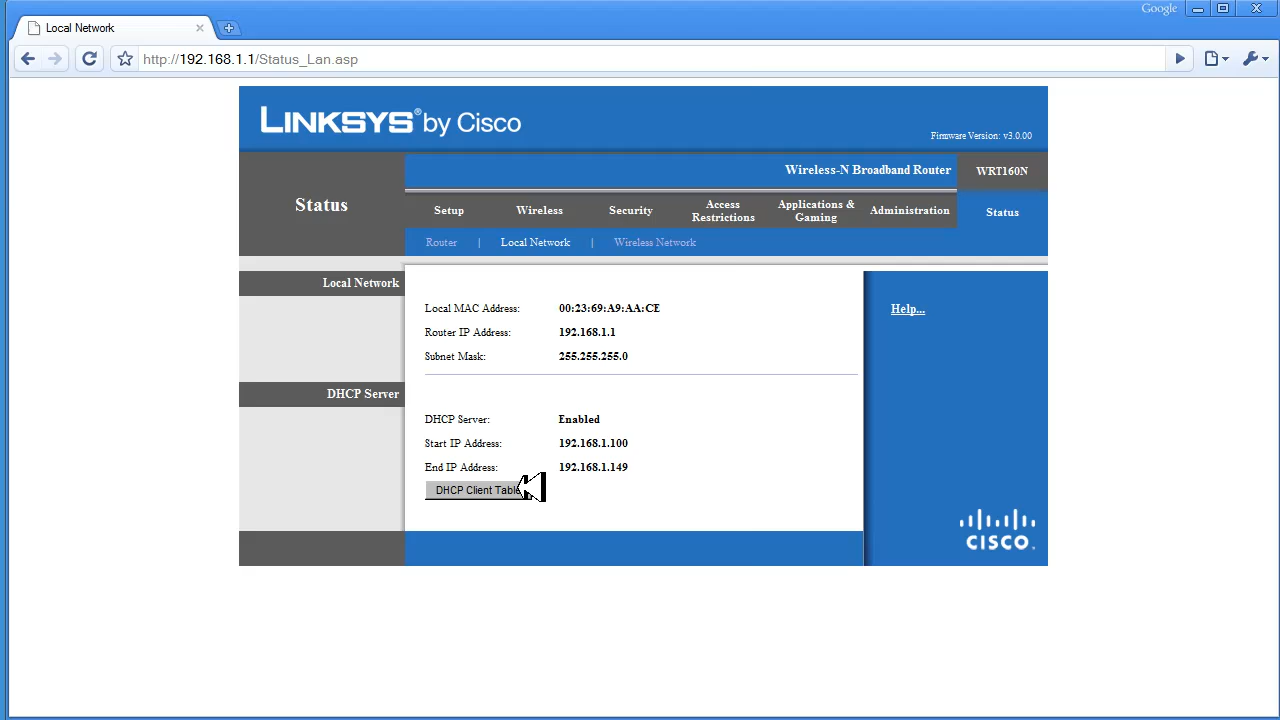 Google
Local Network
http://192.168.1.1/Status_Lan.asp
LINKSYS® by Cisco
Firmware Version: v3.0.00
Wireless-N Broadband Router WRT160N
Status
Setup Wireless Security Access Restrictions Applications & Gaming Administration Status
Router | Local Network | Wireless Network
Local Network
Local MAC Address: 00:23:69:A9:AA:CE
Router IP Address: 192.168.1.1
Subnet Mask: 255.255.255.0
Help...
DHCP Server
DHCP Server: Enabled
Start IP Address: 192.168.1.100
End IP Address: 192.168.1.149
DHCP Client Table
CISCO.